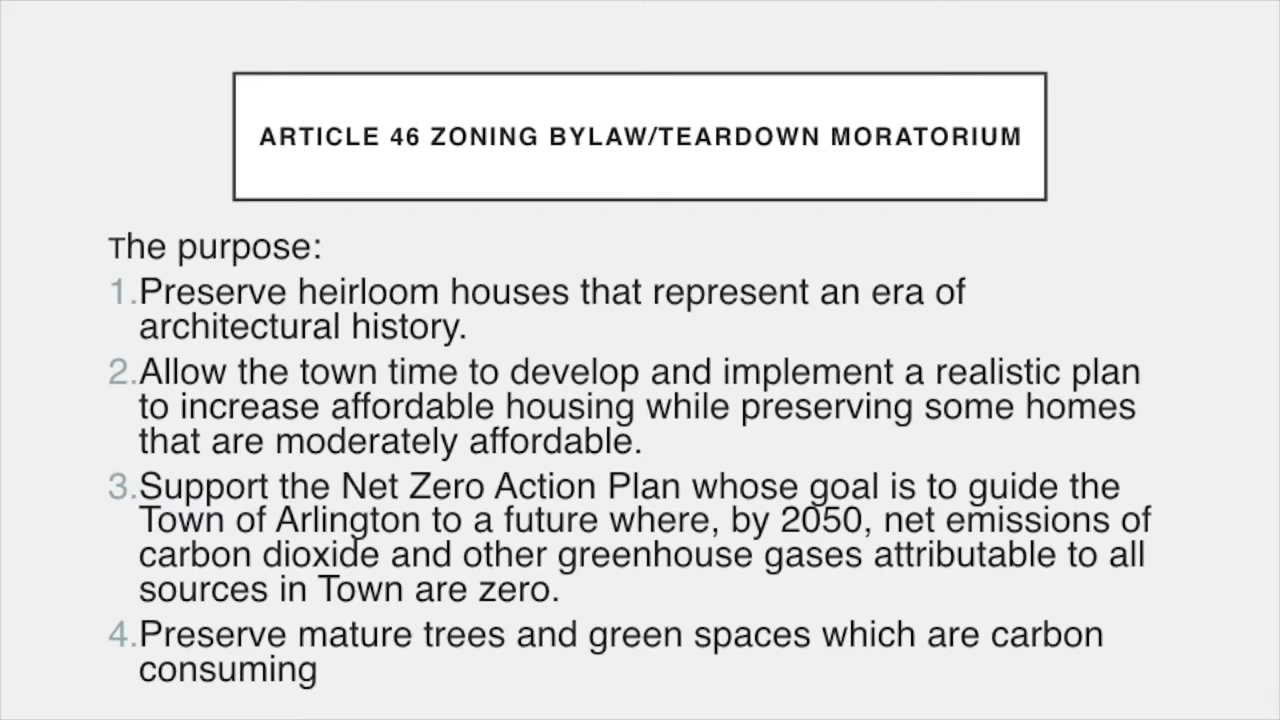 ARTICLE 46 ZONING BYLAW/TEARDOWN MORATORIUM
The purpose:
1.Preserve heirloom houses that represent an era of
architectural history.
2.Allow the town time to develop and implement a realistic plan
to increase affordable housing while preserving some homes
that are moderately affordable.
3.Support the Net Zero Action Plan whose goal is to guide the
Town of Arlington to a future where, by 2050, net emissions of
carbon dioxide and other greenhouse gases attributable to all
sources in Town are zero.
4.Preserve mature trees and green spaces which are carbon
consuming